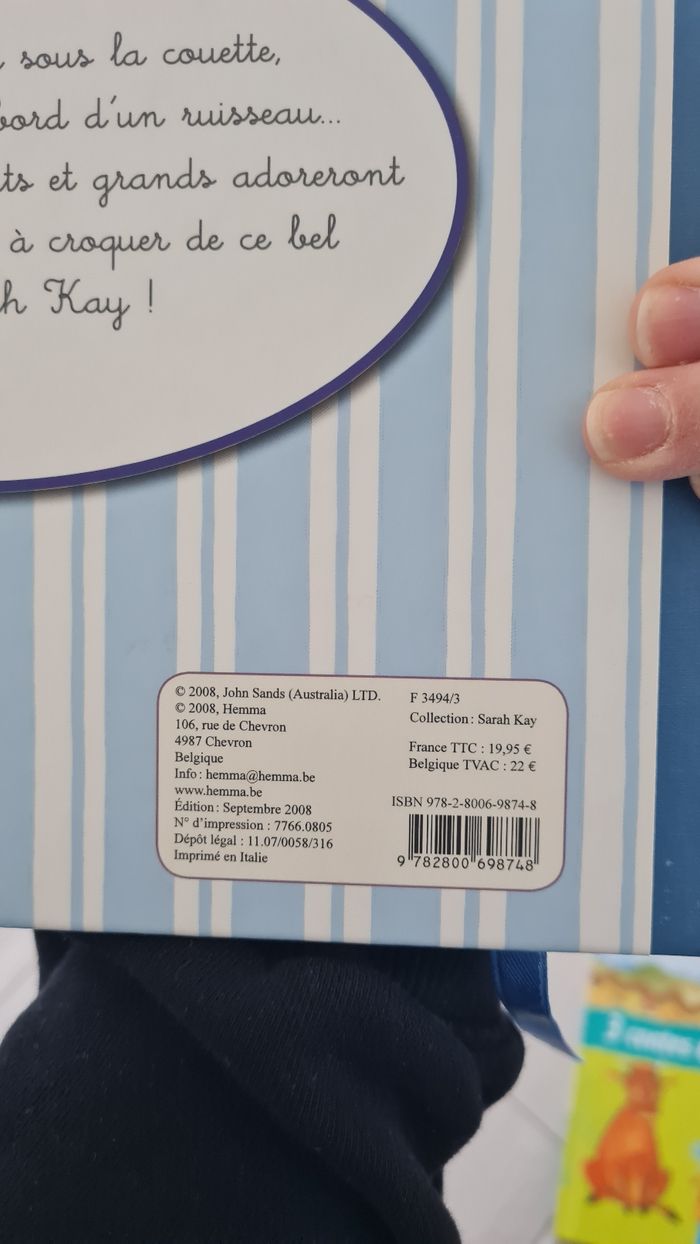 sous la couette,
bord d'un ruisseau...
ts et grands adoreront
à croquer de ce bel
h Kay !
© 2008, John Sands (Australia) LTD.
© 2008, Hemma
106, rue de Chevron
4987 Chevron
Belgique
Info : hemma@hemma.be
www.hemma.be
Édition : Septembre 2008
N° d'impression : 7766.0805
Dépôt légal : 11.07/0058/316
Imprimé en Italie
F 3494/3
Collection : Sarah Kay
France TTC : 19,95 €
Belgique TVAC : 22 €
ISBN 978-2-8006-9874-8
9 782800 698748
3 contes